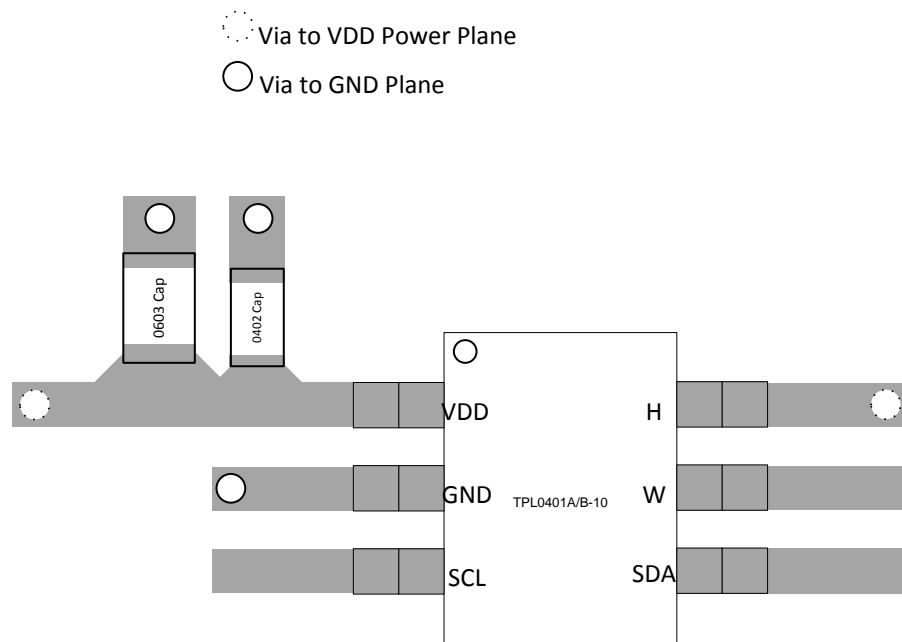 Via to VDD Power Plane
Via to GND Plane
0603 Cap
0402 Cap
VDD
H
GND
TPL0401A/B-10
W
SCL
SDA